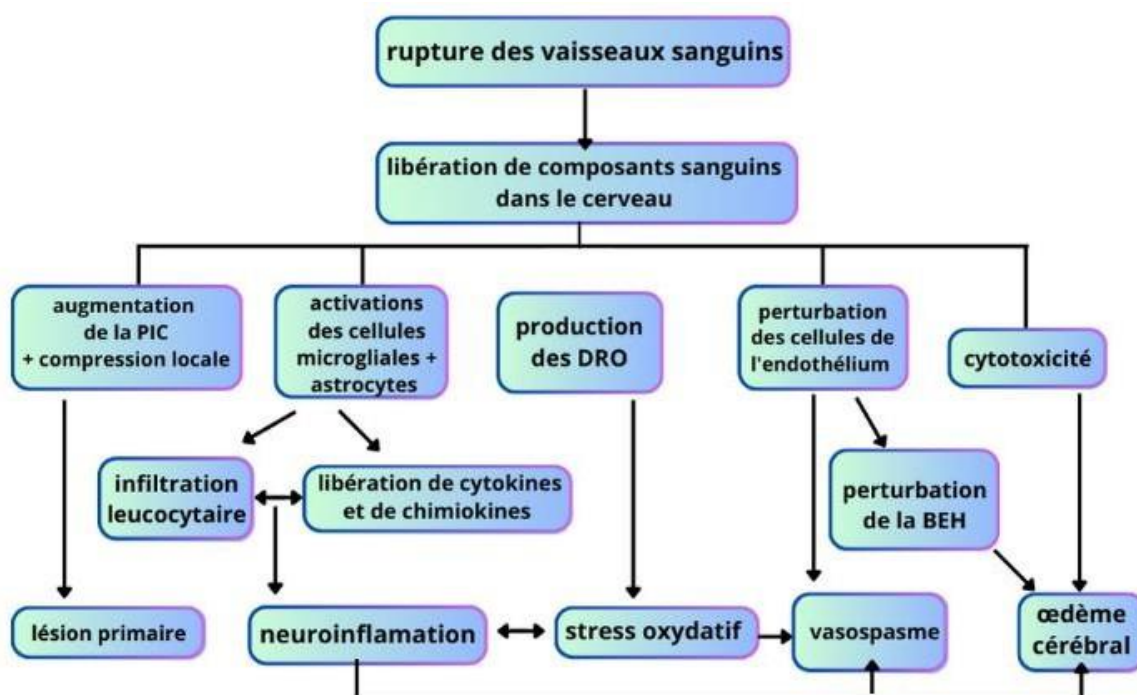 rupture des vaisseaux sanguins
libération de composants sanguins
dans le cerveau
augmentation
de la PIC
+ compression locale
activations
des cellules
microgliales +
astrocytes
production
des DRO
perturbation
des cellules de
l'endothélium
cytotoxicité
infiltration
leucocytaire
libération de cytokines
et de chimiokines
perturbation
de la BEH
lésion primaire
neuroinflamation
stress oxydatif
vasospasme
œdème
cérébral